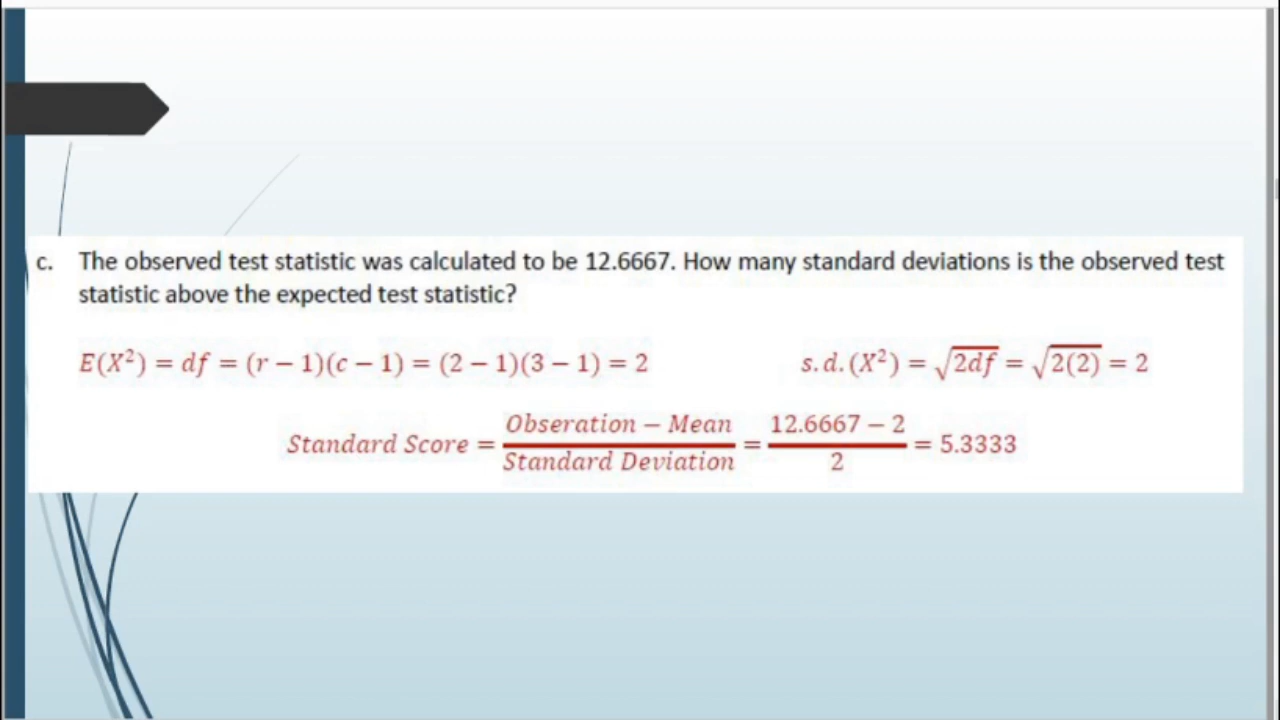 c. The observed test statistic was calculated to be 12.6667. How many standard deviations is the observed test
statistic above the expected test statistic?
E(X²) = df = (r − 1)(c − 1) = (2 − 1)(3 − 1) = 2 s.d.(X²) = √2df = √2(2) = 2
Standard Score = Obseration − Mean / Standard Deviation = 12.6667 − 2 / 2 = 5.3333